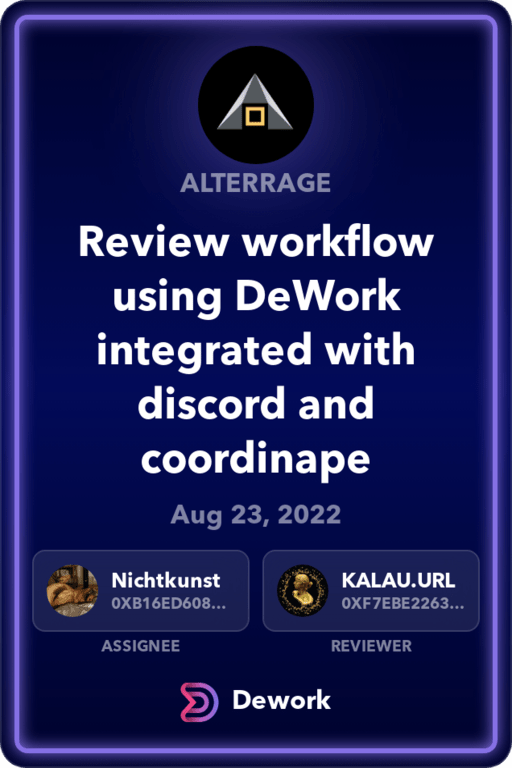 ALTERRAGE
Review workflow
using DeWork
integrated with
discord and
coordinape
Aug 23, 2022
Nichtkunst
0XB16ED608...
ASSIGNEE
KALAU.URL
0XF7EBE2263...
REVIEWER
Dework